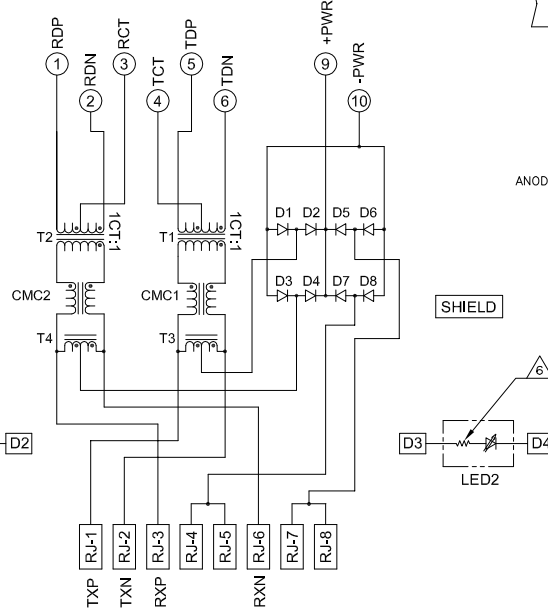 RDP
RDN
RCT
TCT
TDP
TDN
+PWR
-PWR
1
2
3
4
5
6
9
10
ANOD
1CT:1
1CT:1
T2
T1
D1
D2
D5
D6
CMC2
CMC1
D3
D4
D7
D8
SHIELD
T4
T3
6
D2
D3
D4
LED2
RJ-1
RJ-2
RJ-3
RJ-4
RJ-5
RJ-6
RJ-7
RJ-8
TXP
TXN
RXP
RXN